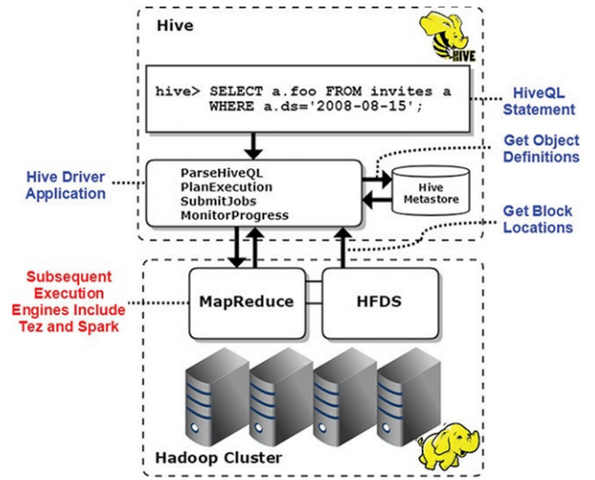 Hive
HIVE
hive> SELECT a.foo FROM invites a
WHERE a.ds='2008-08-15';
HiveQL
Statement
Get Object
Definitions
Hive Driver
Application
ParseHiveQL
PlanExecution
SubmitJobs
MonitorProgress
Hive
Metastore
Get Block
Locations
Subsequent
Execution
Engines Include
Tez and Spark
MapReduce
HFDS
Hadoop Cluster